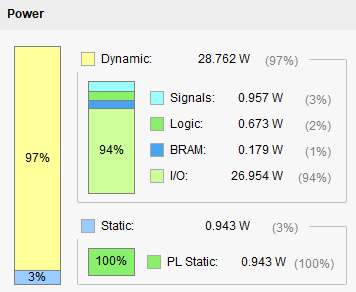 Power
Dynamic: 28.762 W (97%)
Signals: 0.957 W (3%)
Logic: 0.673 W (2%)
97%
94%
BRAM: 0.179 W (1%)
I/O: 26.954 W (94%)
Static: 0.943 W (3%)
100%
PL Static: 0.943 W (100%)
3%